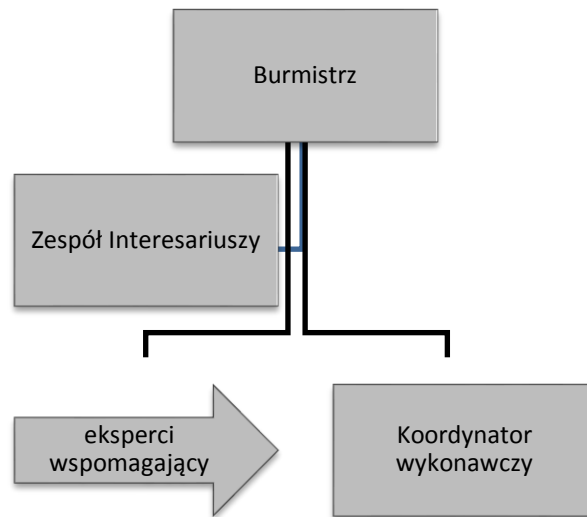 Burmistrz
Zespół Interesariuszy
eksperci
wspomagający
Koordynator
wykonawczy